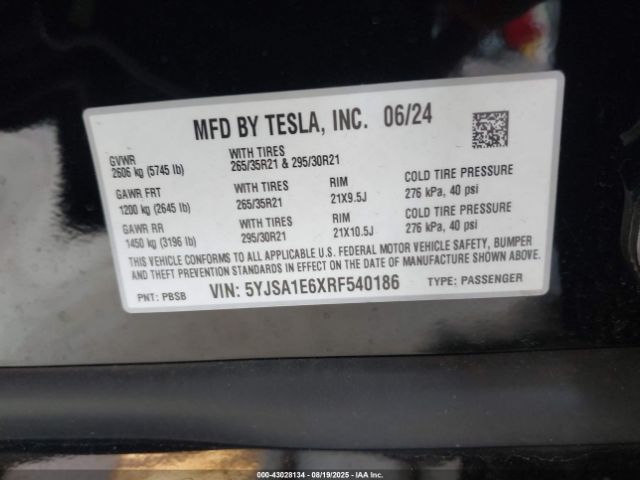 MFD BY TESLA, INC. 06/24
GVWR
2606 kg (5745 lb)
WITH TIRES
265/35R21 & 295/30R21
GAWR FRT
1200 kg (2645 lb)
WITH TIRES
265/35R21
RIM
21X9.5J
COLD TIRE PRESSURE
276 kPa, 40 psi
GAWR RR
1450 kg (3196 lb)
WITH TIRES
295/30R21
RIM
21X10.5J
COLD TIRE PRESSURE
276 kPa, 40 psi
THIS VEHICLE CONFORMS TO ALL APPLICABLE U.S. FEDERAL MOTOR VEHICLE SAFETY, BUMPER
AND THEFT PREVENTION STANDARDS IN EFFECT ON THE DATE OF MANUFACTURE SHOWN ABOVE.
PNT: PBSB VIN: 5YJSA1E6XRF540186 TYPE: PASSENGER
000-43028134 - 08/19/2025 - IAAI.COM